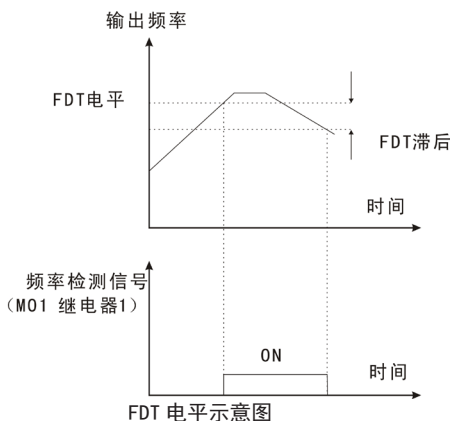 输出频率
FDT电平
FDT滞后
时间
频率检测信号
（MO1 继电器1）
ON
时间
FDT 电平示意图